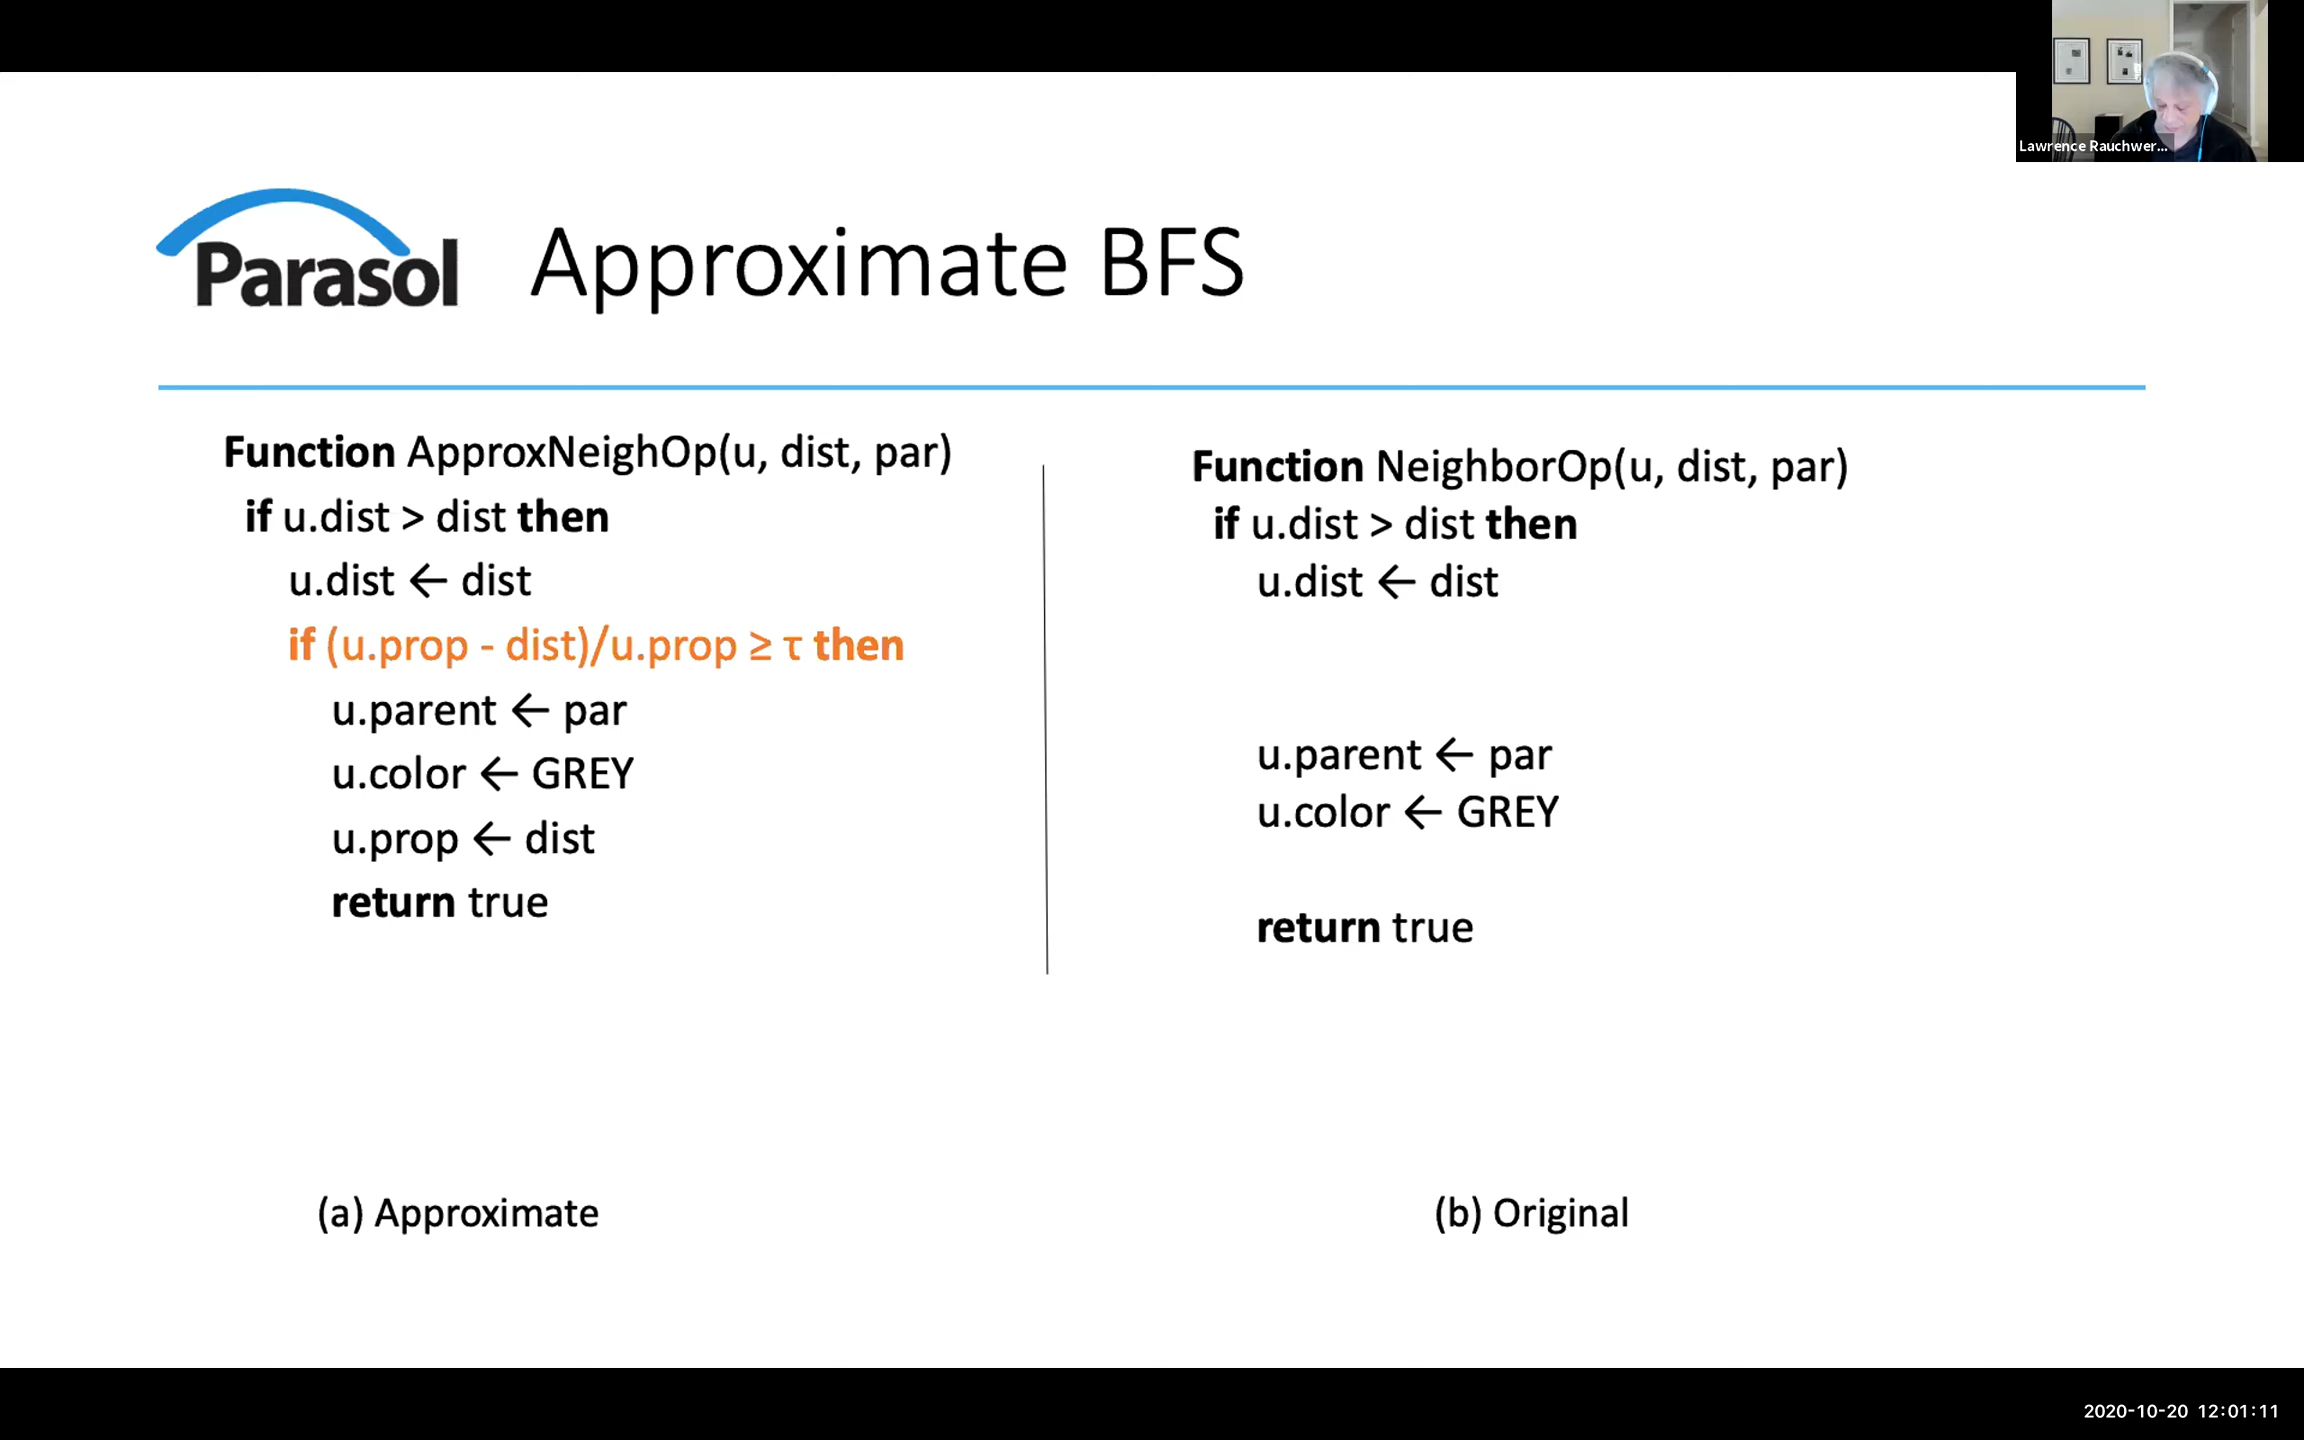 Lawrence Rauchwer...
Parasol
Approximate BFS
Function ApproxNeighOp(u, dist, par)
if u.dist > dist then
u.dist ← dist
if (u.prop - dist)/u.prop ≥ τ then
u.parent ← par
u.color ← GREY
u.prop ← dist
return true
(a) Approximate
Function NeighborOp(u, dist, par)
if u.dist > dist then
u.dist ← dist
u.parent ← par
u.color ← GREY
return true
(b) Original
2020-10-20 12:01:11